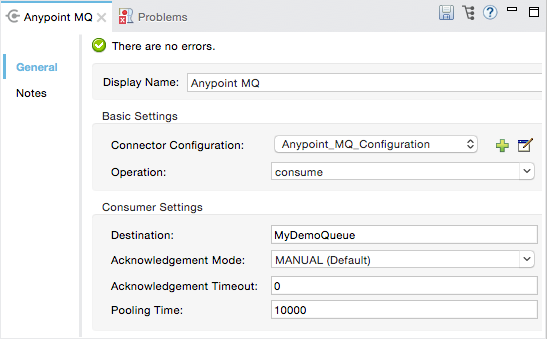 Anypoint MQ Problems
There are no errors.
General
Notes
Display Name: Anypoint MQ
Basic Settings
Connector Configuration: Anypoint_MQ_Configuration
Operation: consume
Consumer Settings
Destination: MyDemoQueue
Acknowledgement Mode: MANUAL (Default)
Acknowledgement Timeout: 0
Pooling Time: 10000